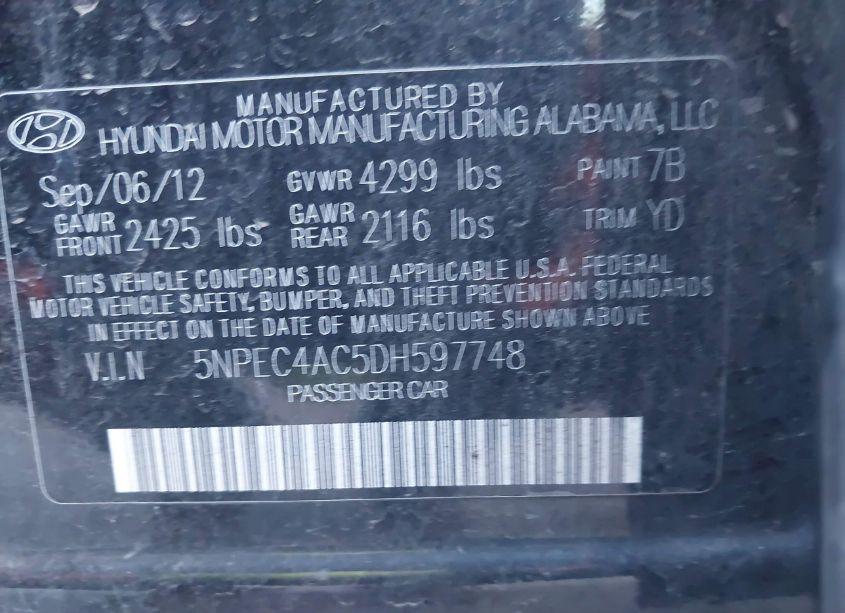 MANUFACTURED BY
HYUNDAI MOTOR MANUFACTURING ALABAMA, LLC
Sep/06/12 GVWR 4299 lbs PAINT 7B
GAWR FRONT 2425 lbs GAWR REAR 2116 lbs TRIM YD
THIS VEHICLE CONFORMS TO ALL APPLICABLE U.S.A. FEDERAL
MOTOR VEHICLE SAFETY, BUMPER, AND THEFT PREVENTION STANDARDS
IN EFFECT ON THE DATE OF MANUFACTURE SHOWN ABOVE
V.I.N 5NPEC4AC5DH597748
PASSENGER CAR